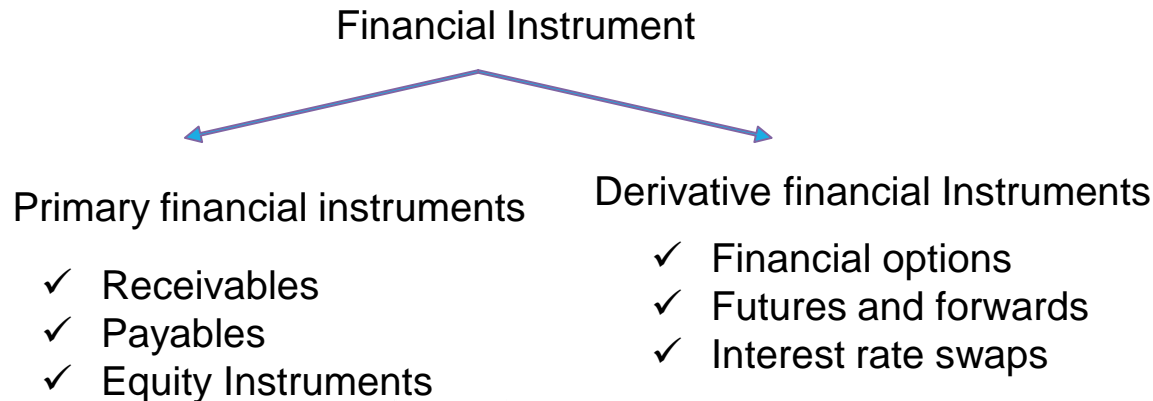 Financial Instrument
Primary financial instruments
✓ Receivables
✓ Payables
✓ Equity Instruments
Derivative financial Instruments
✓ Financial options
✓ Futures and forwards
✓ Interest rate swaps